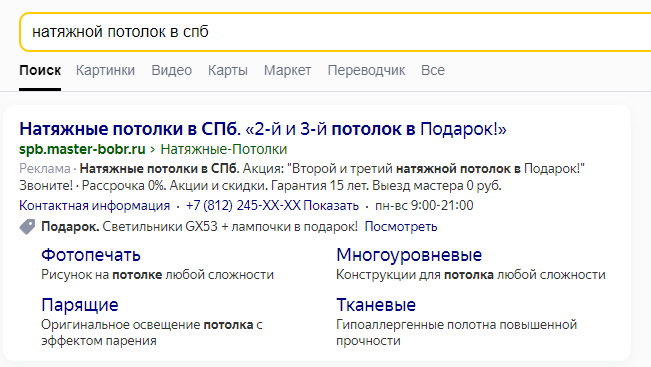 натяжной потолок в спб
Поиск Картинки Видео Карты Маркет Переводчик Все
Натяжные потолки в СПб. «2-й и 3-й потолок в Подарок!»
spb.master-bobr.ru › Натяжные-Потолки
Реклама · Натяжные потолки в СПб. Акция: "Второй и третий натяжной потолок в Подарок!"
Звоните! · Рассрочка 0%. Акции и скидки. Гарантия 15 лет. Выезд мастера 0 руб.
Контактная информация · +7 (812) 245-XX-XX Показать · пн-вс 9:00-21:00
Подарок. Светильники GX53 + лампочки в подарок! Посмотреть
Фотопечать
Рисунок на потолке любой сложности
Многоуровневые
Конструкции для потолка любой сложности
Парящие
Оригинальное освещение потолка с
эффектом парения
Тканевые
Гипоаллергенные полотна повышенной
прочности